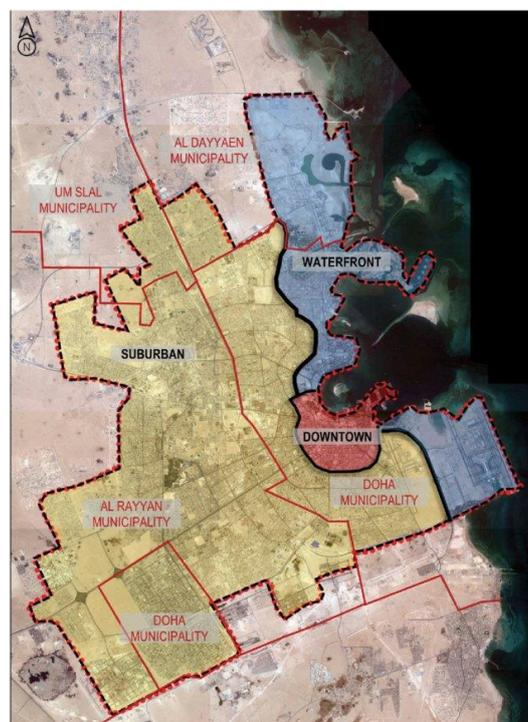 N
AL DAYYAEN
MUNICIPALITY
UM SLAL
MUNICIPALITY
WATERFRONT
SUBURBAN
DOWNTOWN
DOHA
MUNICIPALITY
AL RAYYAN
MUNICIPALITY
DOHA
MUNICIPALITY